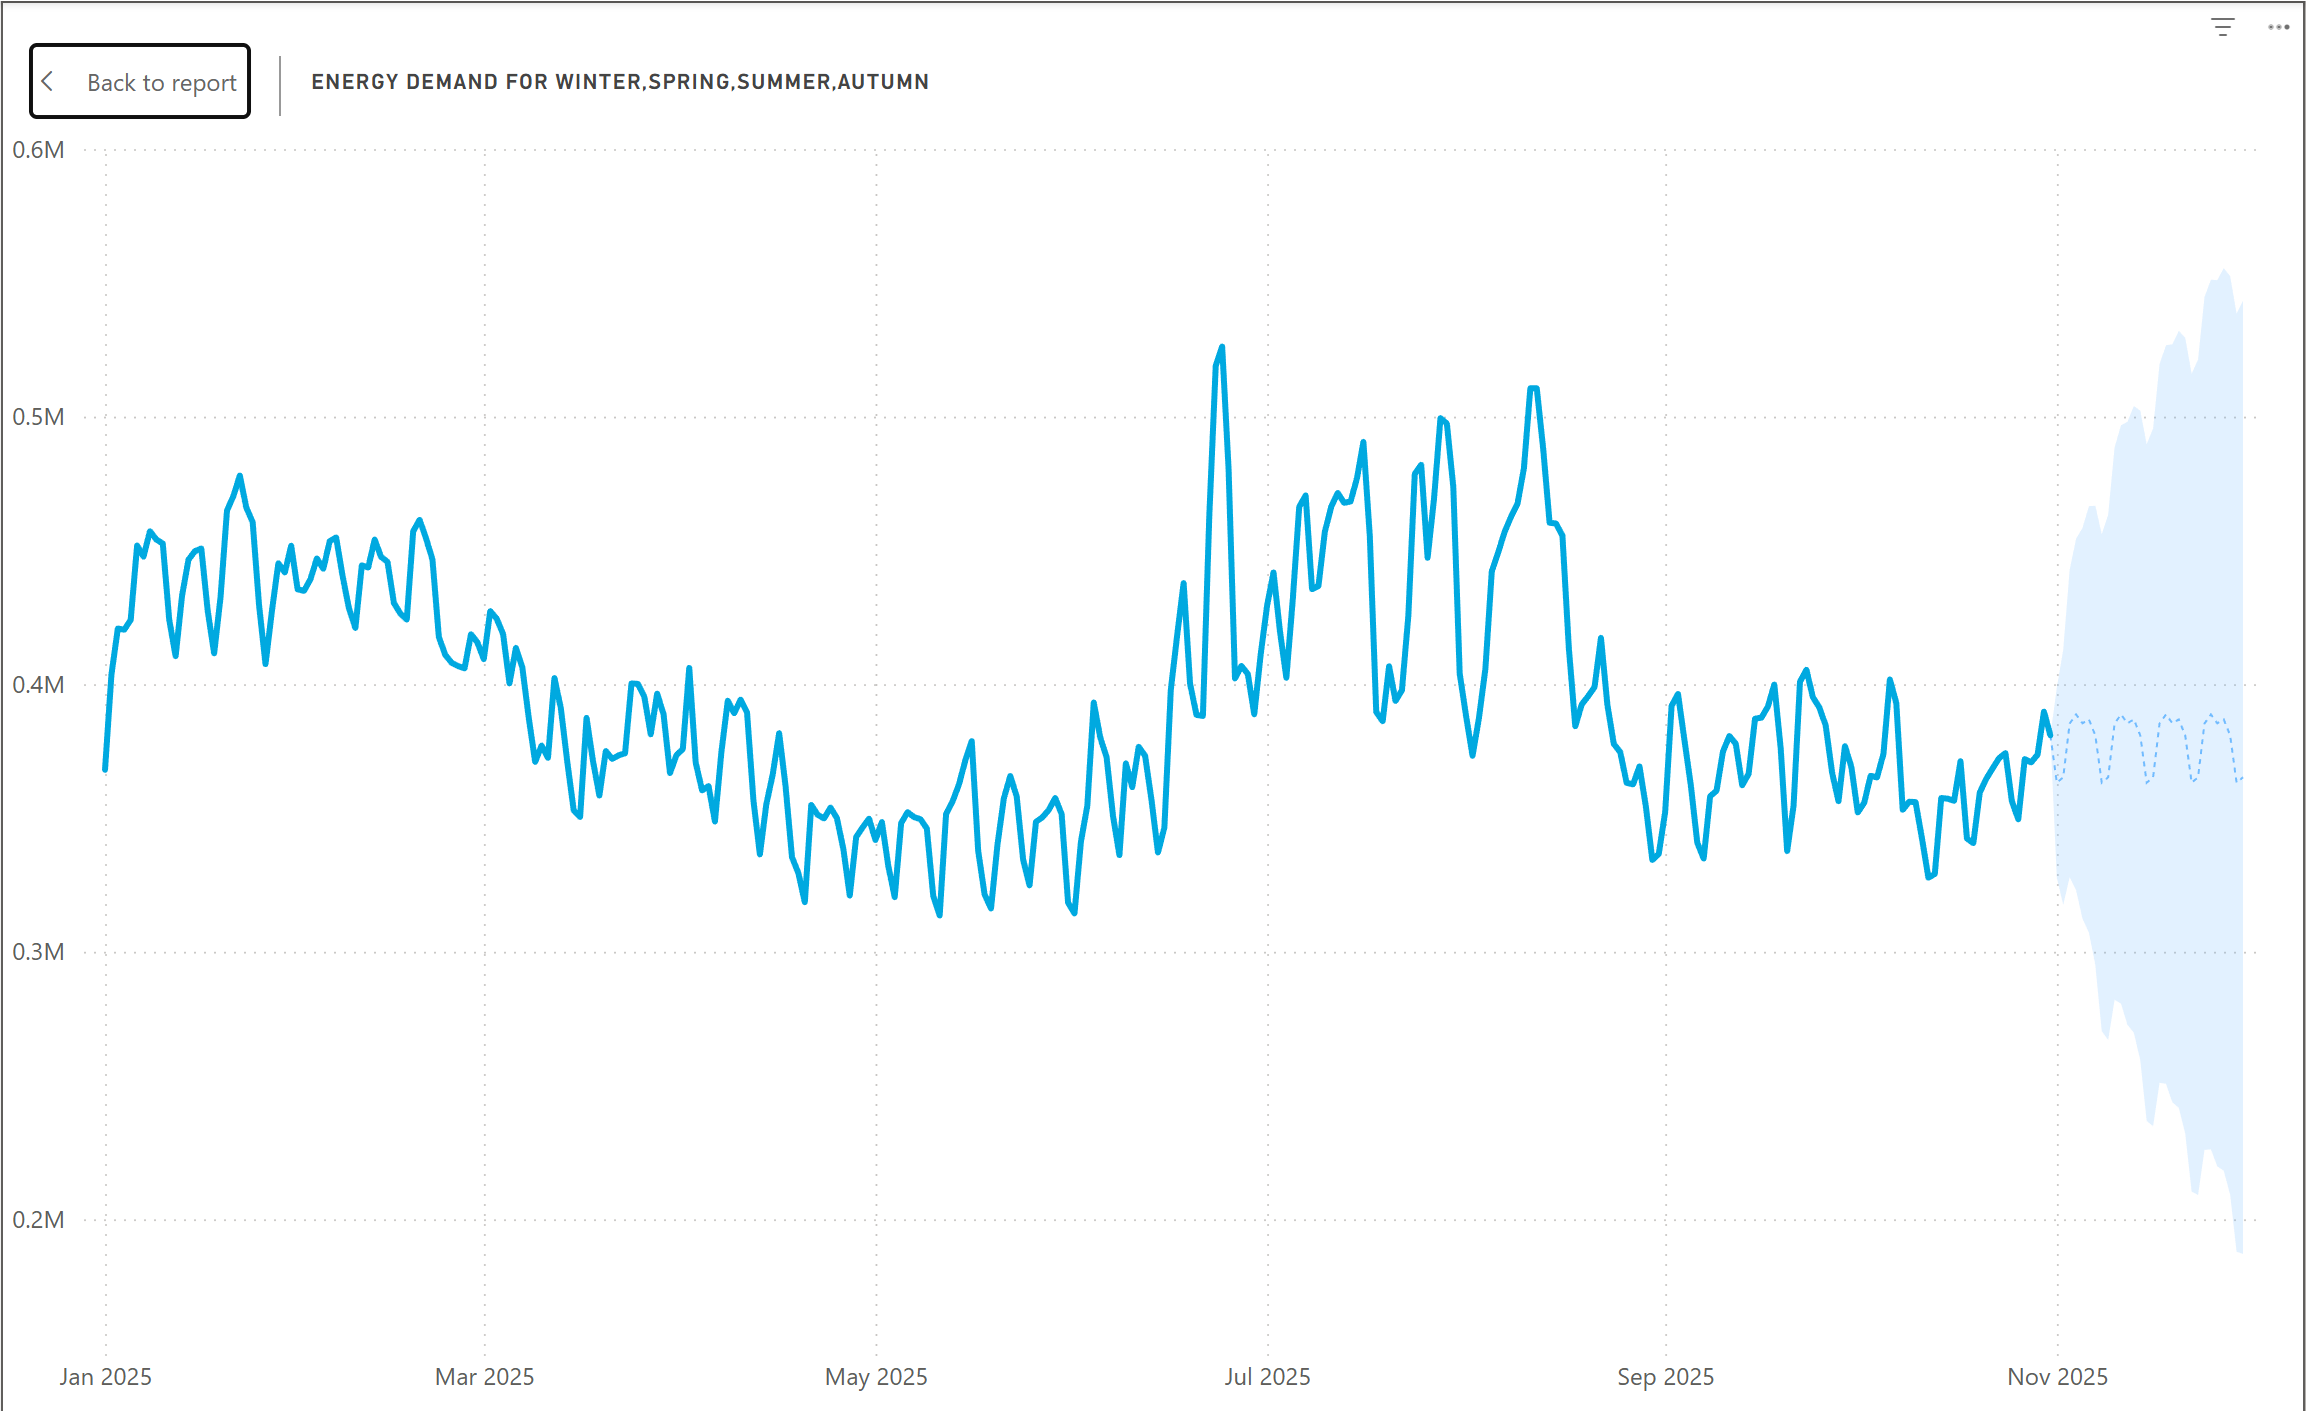 Back to report
ENERGY DEMAND FOR WINTER,SPRING,SUMMER,AUTUMN
0.6M
0.5M
0.4M
0.3M
0.2M
Jan 2025 Mar 2025 May 2025 Jul 2025 Sep 2025 Nov 2025